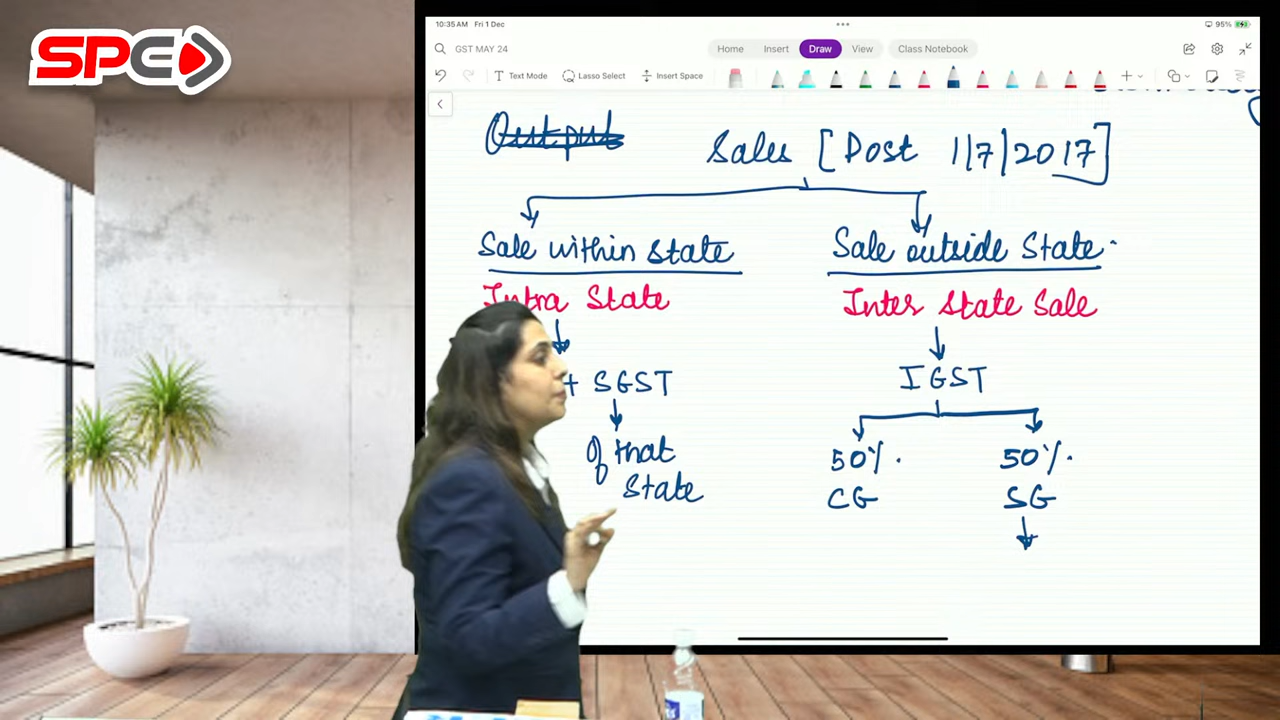 SPED
10:35 AM Fri 1 Dec
95%
GST MAY 24
Home Insert Draw View Class Notebook
Text Mode Lasso Select Insert Space
Output
Sales [Post 1/7/2017]
Sale within state
Sale outside State
Intra State
Inter State Sale
+ SGST
IGST
of that
State
50% 50%
CG SG